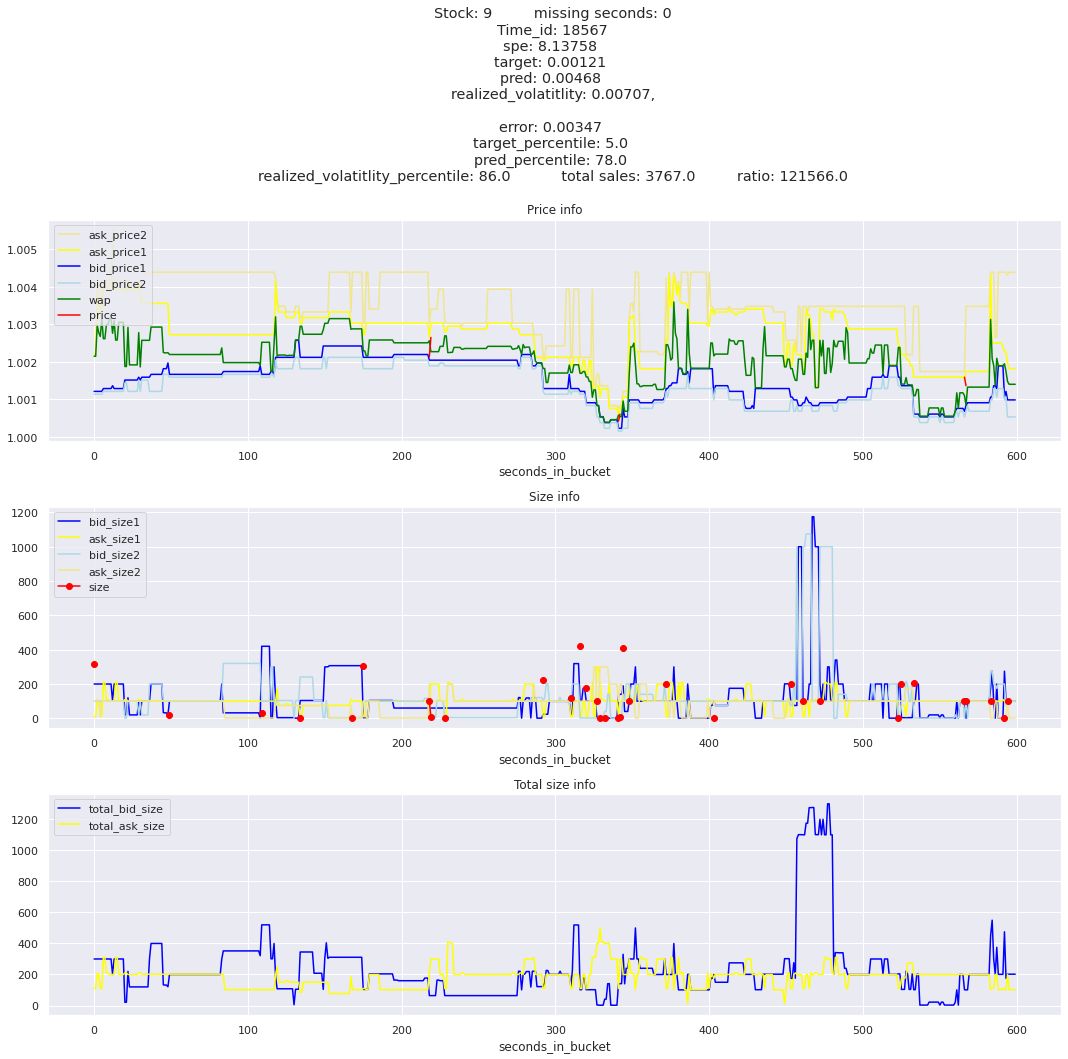 Stock: 9 missing seconds: 0
Time_id: 18567
spe: 8.13758
target: 0.00121
pred: 0.00468
realized_volatitlity: 0.00707,
error: 0.00347
target_percentile: 5.0
pred_percentile: 78.0
realized_volatitlity_percentile: 86.0 total sales: 3767.0 ratio: 121566.0
Price info
1.005
1.004
1.003
1.002
1.001
1.000
ask_price2
ask_price1
bid_price1
bid_price2
wap
price
0 100 200 300 400 500 600
seconds_in_bucket
Size info
1200
1000
800
600
400
200
0
bid_size1
ask_size1
bid_size2
ask_size2
size
0 100 200 300 400 500 600
seconds_in_bucket
Total size info
1200
1000
800
600
400
200
0
total_bid_size
total_ask_size
0 100 200 300 400 500 600
seconds_in_bucket